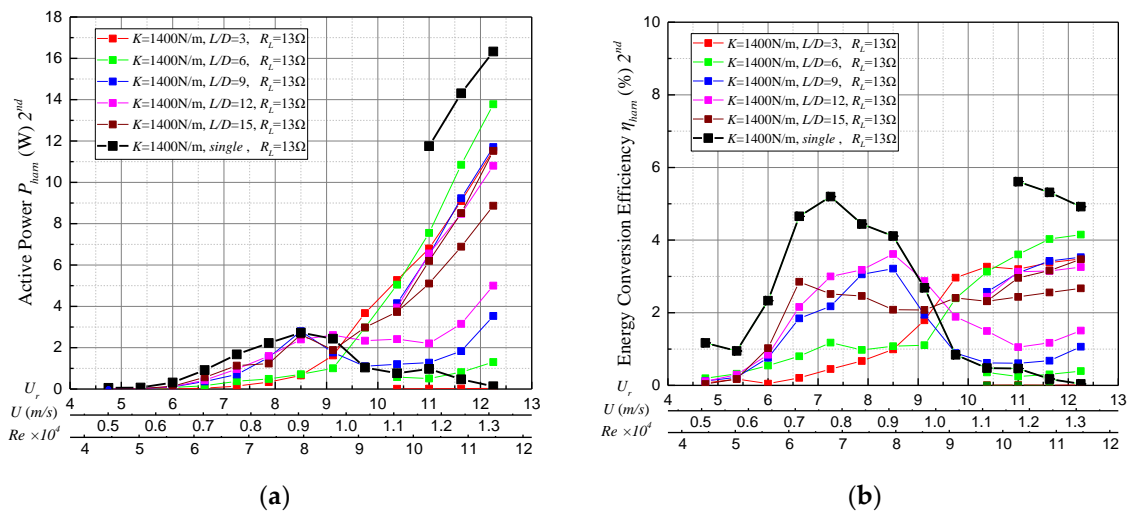 18
16
14
12
10
8
6
4
2
0
Active Power P_harn (W) 2^nd
K=1400N/m, L/D=3, R_L=13Ω
K=1400N/m, L/D=6, R_L=13Ω
K=1400N/m, L/D=9, R_L=13Ω
K=1400N/m, L/D=12, R_L=13Ω
K=1400N/m, L/D=15, R_L=13Ω
K=1400N/m, single, R_L=13Ω
U_r
4 5 6 7 8 9 10 11 12 13
U (m/s)
0.5 0.6 0.7 0.8 0.9 1.0 1.1 1.2 1.3
Re ×10^4
4 5 6 7 8 9 10 11 12
(a)
10
8
6
4
2
0
Energy Conversion Efficiency η_harn (%) 2^nd
K=1400N/m, L/D=3, R_L=13Ω
K=1400N/m, L/D=6, R_L=13Ω
K=1400N/m, L/D=9, R_L=13Ω
K=1400N/m, L/D=12, R_L=13Ω
K=1400N/m, L/D=15, R_L=13Ω
K=1400N/m, single, R_L=13Ω
U_r
4 5 6 7 8 9 10 11 12 13
U (m/s)
0.5 0.6 0.7 0.8 0.9 1.0 1.1 1.2 1.3
Re ×10^4
4 5 6 7 8 9 10 11 12
(b)